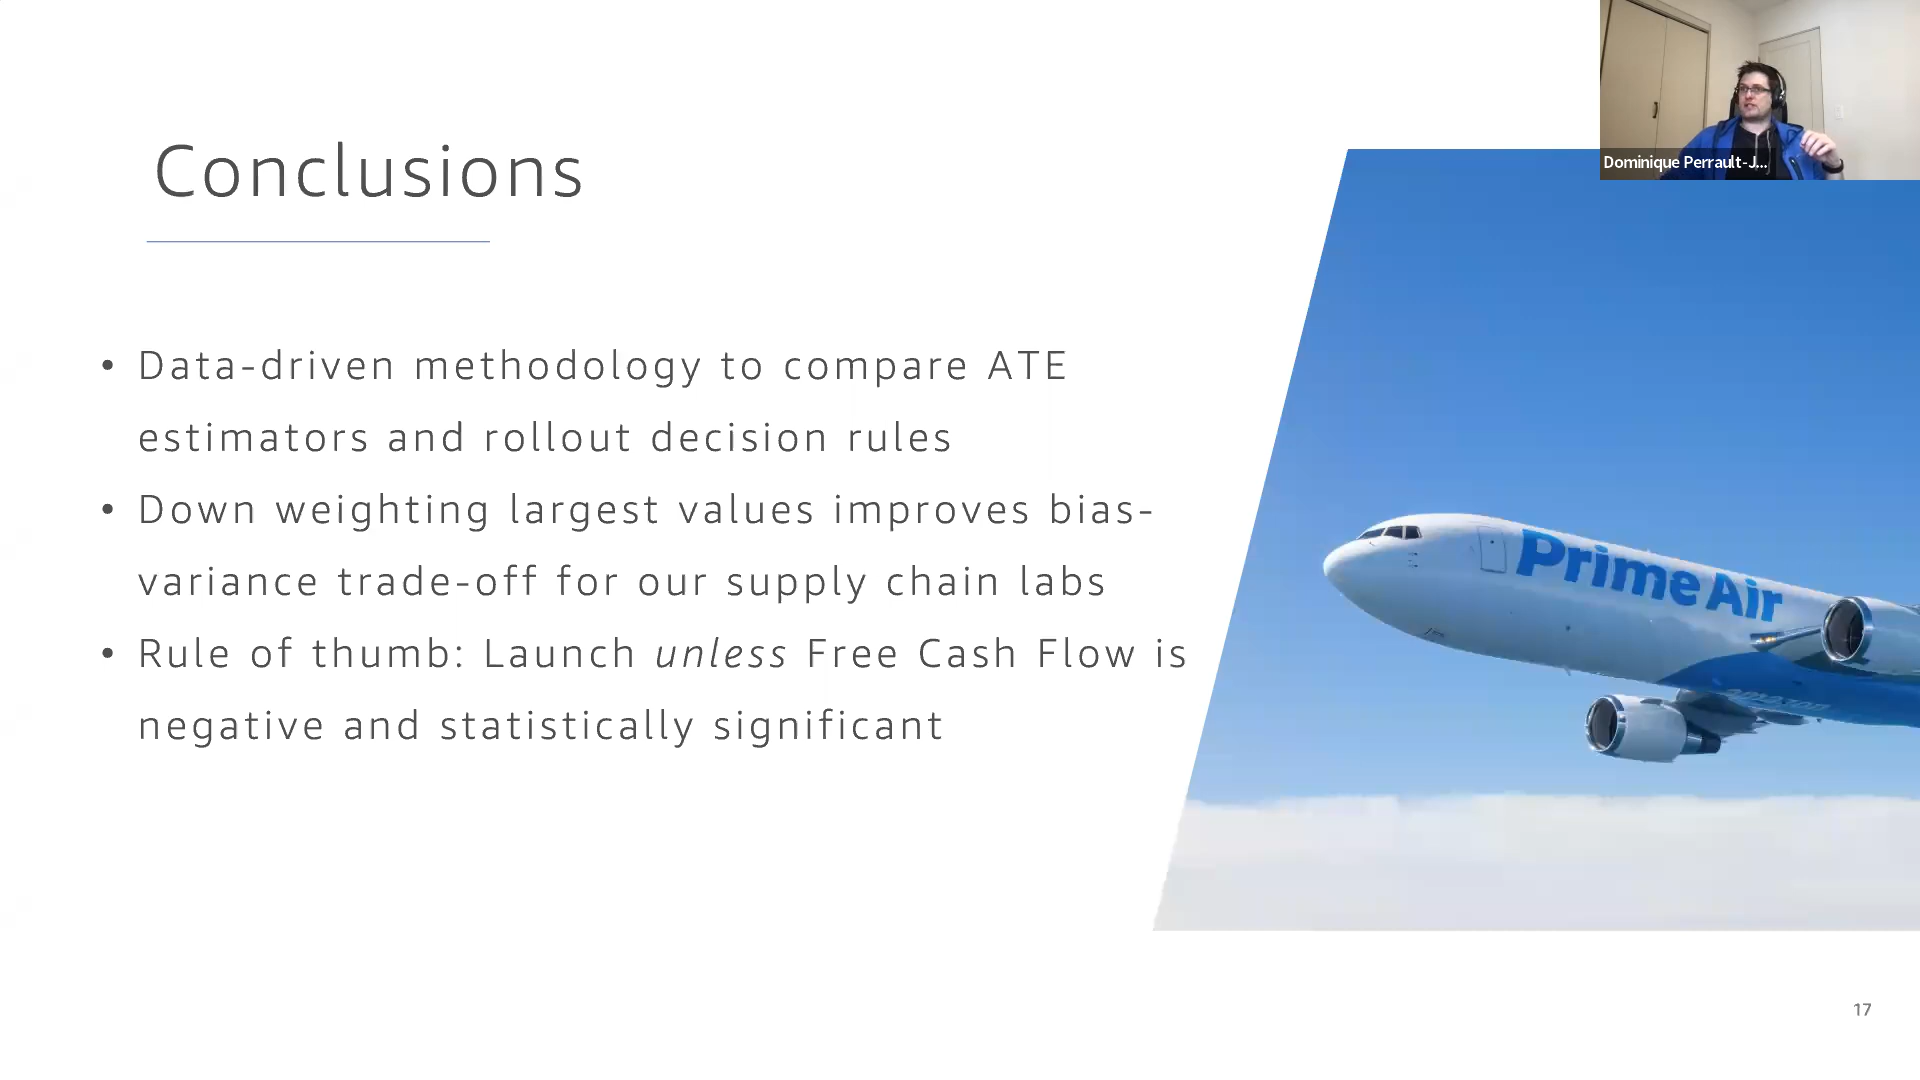 Conclusions
• Data-driven methodology to compare ATE
estimators and rollout decision rules
• Down weighting largest values improves bias-
variance trade-off for our supply chain labs
• Rule of thumb: Launch unless Free Cash Flow is
negative and statistically significant
Dominique Perrault-J...
Prime Air
amazon
17